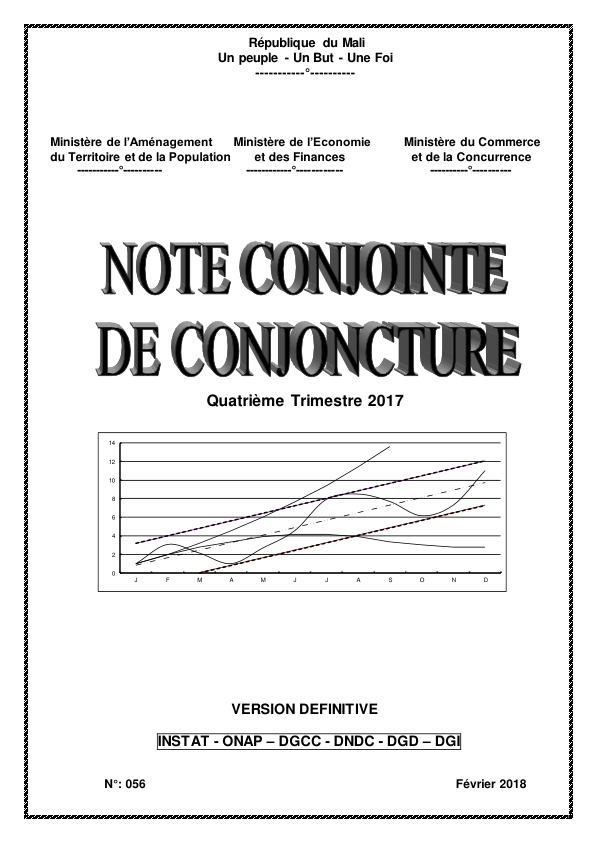 République du Mali
Un peuple - Un But - Une Foi
-----------°----------
Ministère de l'Aménagement
du Territoire et de la Population
-----------°----------
Ministère de l'Economie
et des Finances
------------°------------
Ministère du Commerce
et de la Concurrence
----------°----------
NOTE CONJOINTE
DE CONJONCTURE
Quatrième Trimestre 2017
14
12
10
8
6
4
2
0
J F M A M J J A S O N D
VERSION DEFINITIVE
INSTAT - ONAP – DGCC - DNDC - DGD – DGI
N°: 056 Février 2018